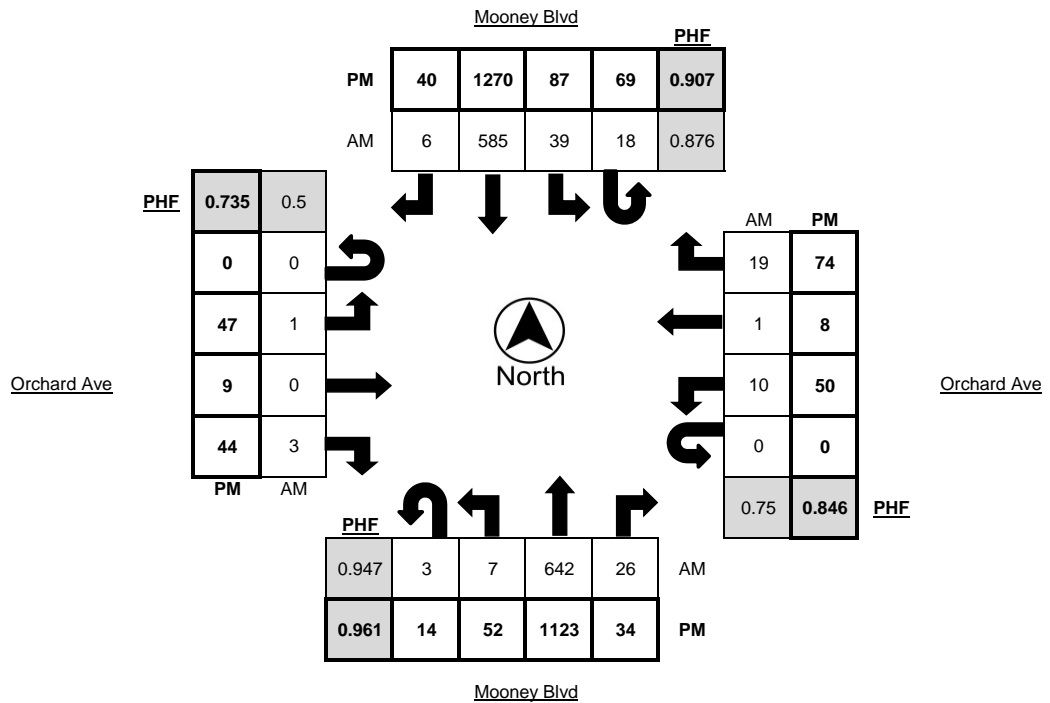 Mooney Blvd
PHF
PM 40 1270 87 69 0.907
AM 6 585 39 18 0.876
PHF 0.735 0.5
AM PM
0 0
19 74
47 1
1 8
North
Orchard Ave
9 0
10 50
Orchard Ave
44 3
0 0
PM AM
0.75 0.846 PHF
PHF
0.947 3 7 642 26 AM
0.961 14 52 1123 34 PM
Mooney Blvd